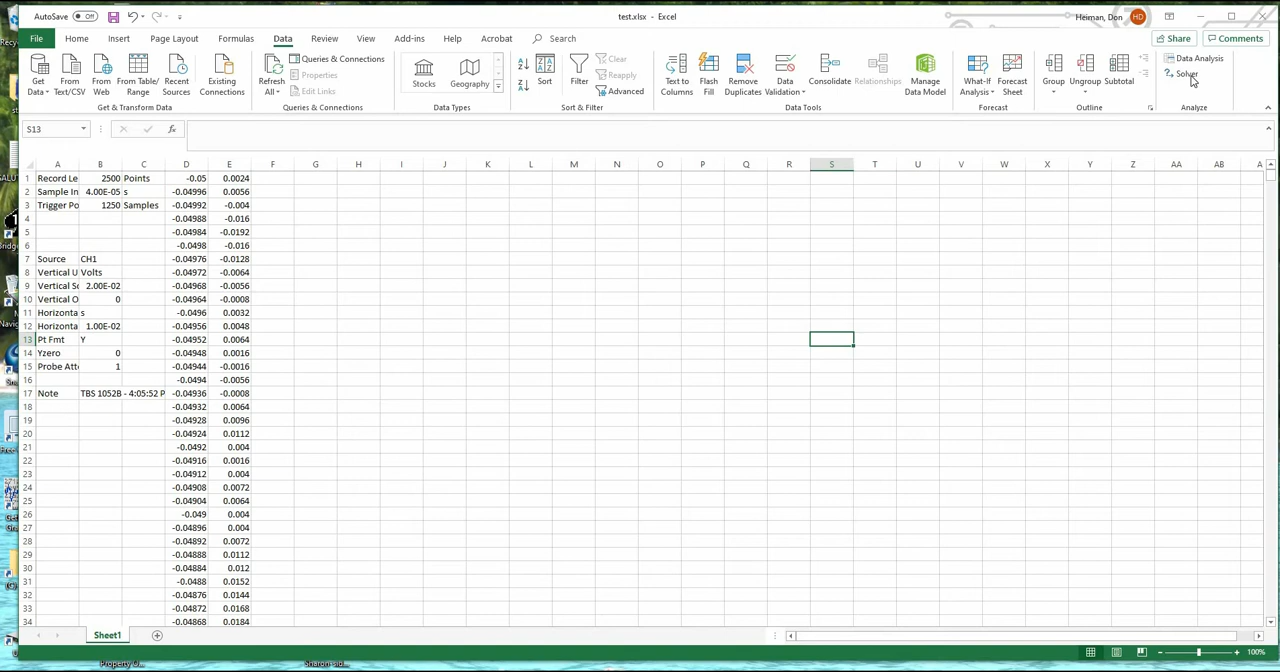 AutoSave Off test.xlsx - Excel Heiman, Don HD
File Home Insert Page Layout Formulas Data Review View Add-ins Help Acrobat Search Share Comments
Get Data From Text/CSV From Web From Table/Range Recent Sources Existing Connections
Get & Transform Data
Refresh All Queries & Connections Properties Edit Links
Queries & Connections
Stocks Geography
Data Types
Sort Filter Clear Reapply Advanced
Sort & Filter
Text to Columns Flash Fill Remove Duplicates Data Validation Consolidate Relationships Manage Data Model
Data Tools
What-If Analysis Forecast Sheet
Forecast
Group Ungroup Subtotal
Outline
Data Analysis
Solver
Analyze
S13 fx
A B C D E F G H I J K L M N O P Q R S T U V W X Y Z AA AB A
1 Record Le 2500 Points -0.05 0.0024
2 Sample In 4.00E-05 s -0.04996 0.0056
3 Trigger Po 1250 Samples -0.04992 -0.004
4 -0.04988 -0.016
5 -0.04984 -0.0192
6 -0.0498 -0.016
7 Source CH1 -0.04976 -0.0128
8 Vertical U Volts -0.04972 -0.0064
9 Vertical Sc 2.00E-02 -0.04968 -0.0056
10 Vertical O 0 -0.04964 -0.0008
11 Horizonta s -0.0496 0.0032
12 Horizonta 1.00E-02 -0.04956 0.0048
13 Pt Fmt Y -0.04952 0.0064
14 Yzero 0 -0.04948 0.0016
15 Probe Atte 1 -0.04944 -0.0016
16 -0.0494 -0.0056
17 Note TBS 1052B - 4:05:52 P -0.04936 -0.0008
18 -0.04932 0.0064
19 -0.04928 0.0096
20 -0.04924 0.0112
21 -0.0492 0.004
22 -0.04916 0.0016
23 -0.04912 0.004
24 -0.04908 0.0072
25 -0.04904 0.0064
26 -0.049 0.004
27 -0.04896 0.004
28 -0.04892 0.0072
29 -0.04888 0.0112
30 -0.04884 0.012
31 -0.0488 0.0152
32 -0.04876 0.0144
33 -0.04872 0.0168
34 -0.04868 0.0184
Sheet1
100%
Property O...
Sharon-sid...